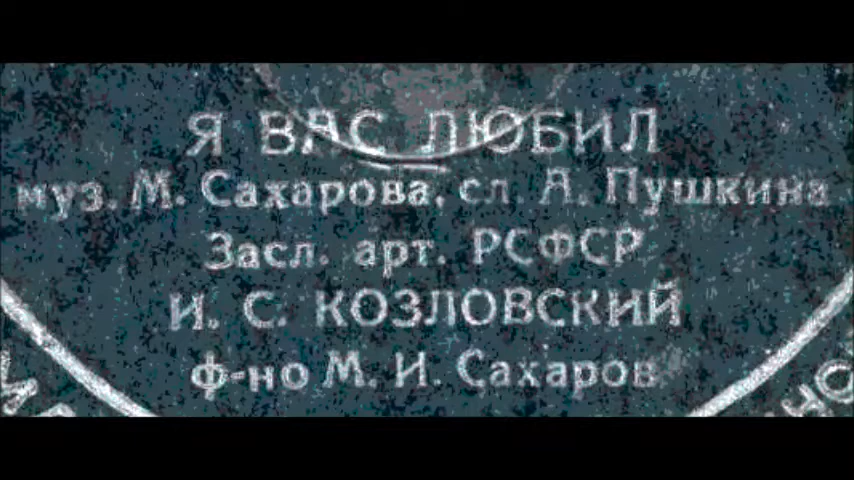 Я ВАС ЛЮБИЛ
муз. М. Сахарова, сл. А. Пушкина
Засл. арт. РСФСР
И. С. КОЗЛОВСКИЙ
ф-но М. И. Сахаров